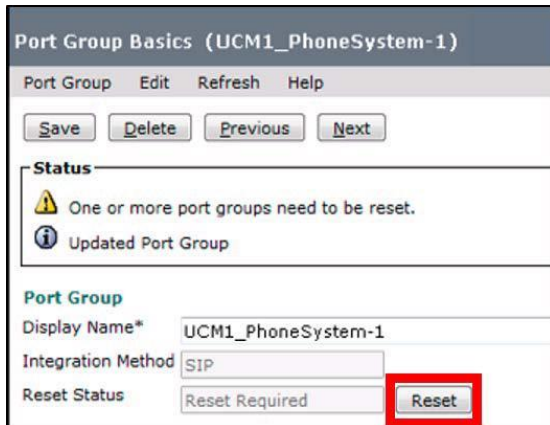 Port Group Basics (UCM1_PhoneSystem-1)
Port Group Edit Refresh Help
Save Delete Previous Next
Status
One or more port groups need to be reset.
Updated Port Group
Port Group
Display Name* UCM1_PhoneSystem-1
Integration Method SIP
Reset Status Reset Required Reset